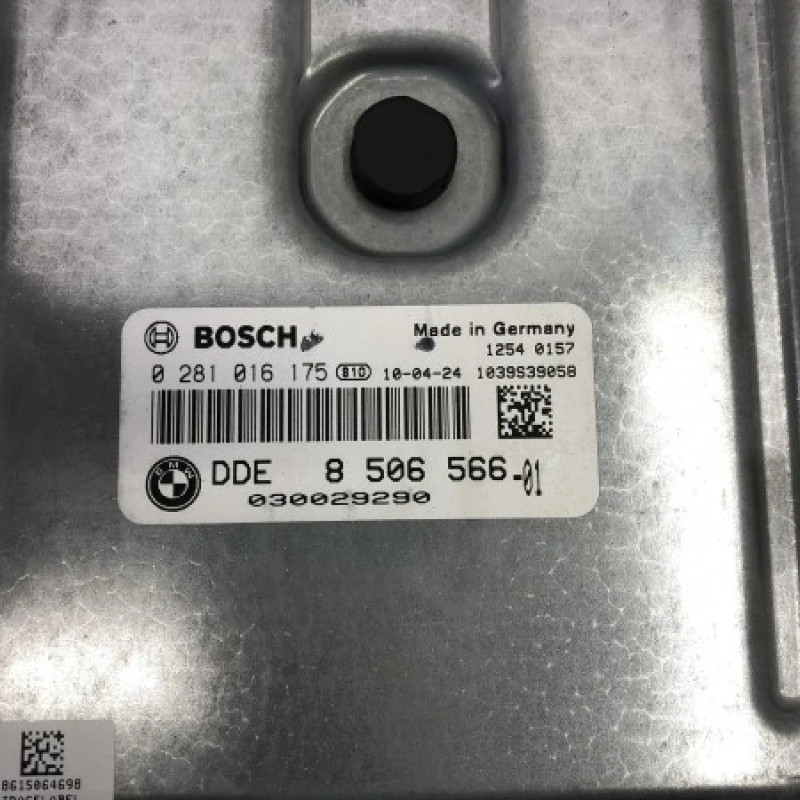 BOSCH Made in Germany
1254 0157
0 281 016 175 B10 10-04-24 1039S39058
BMW DDE 8 506 566-01
030029290
8615064698